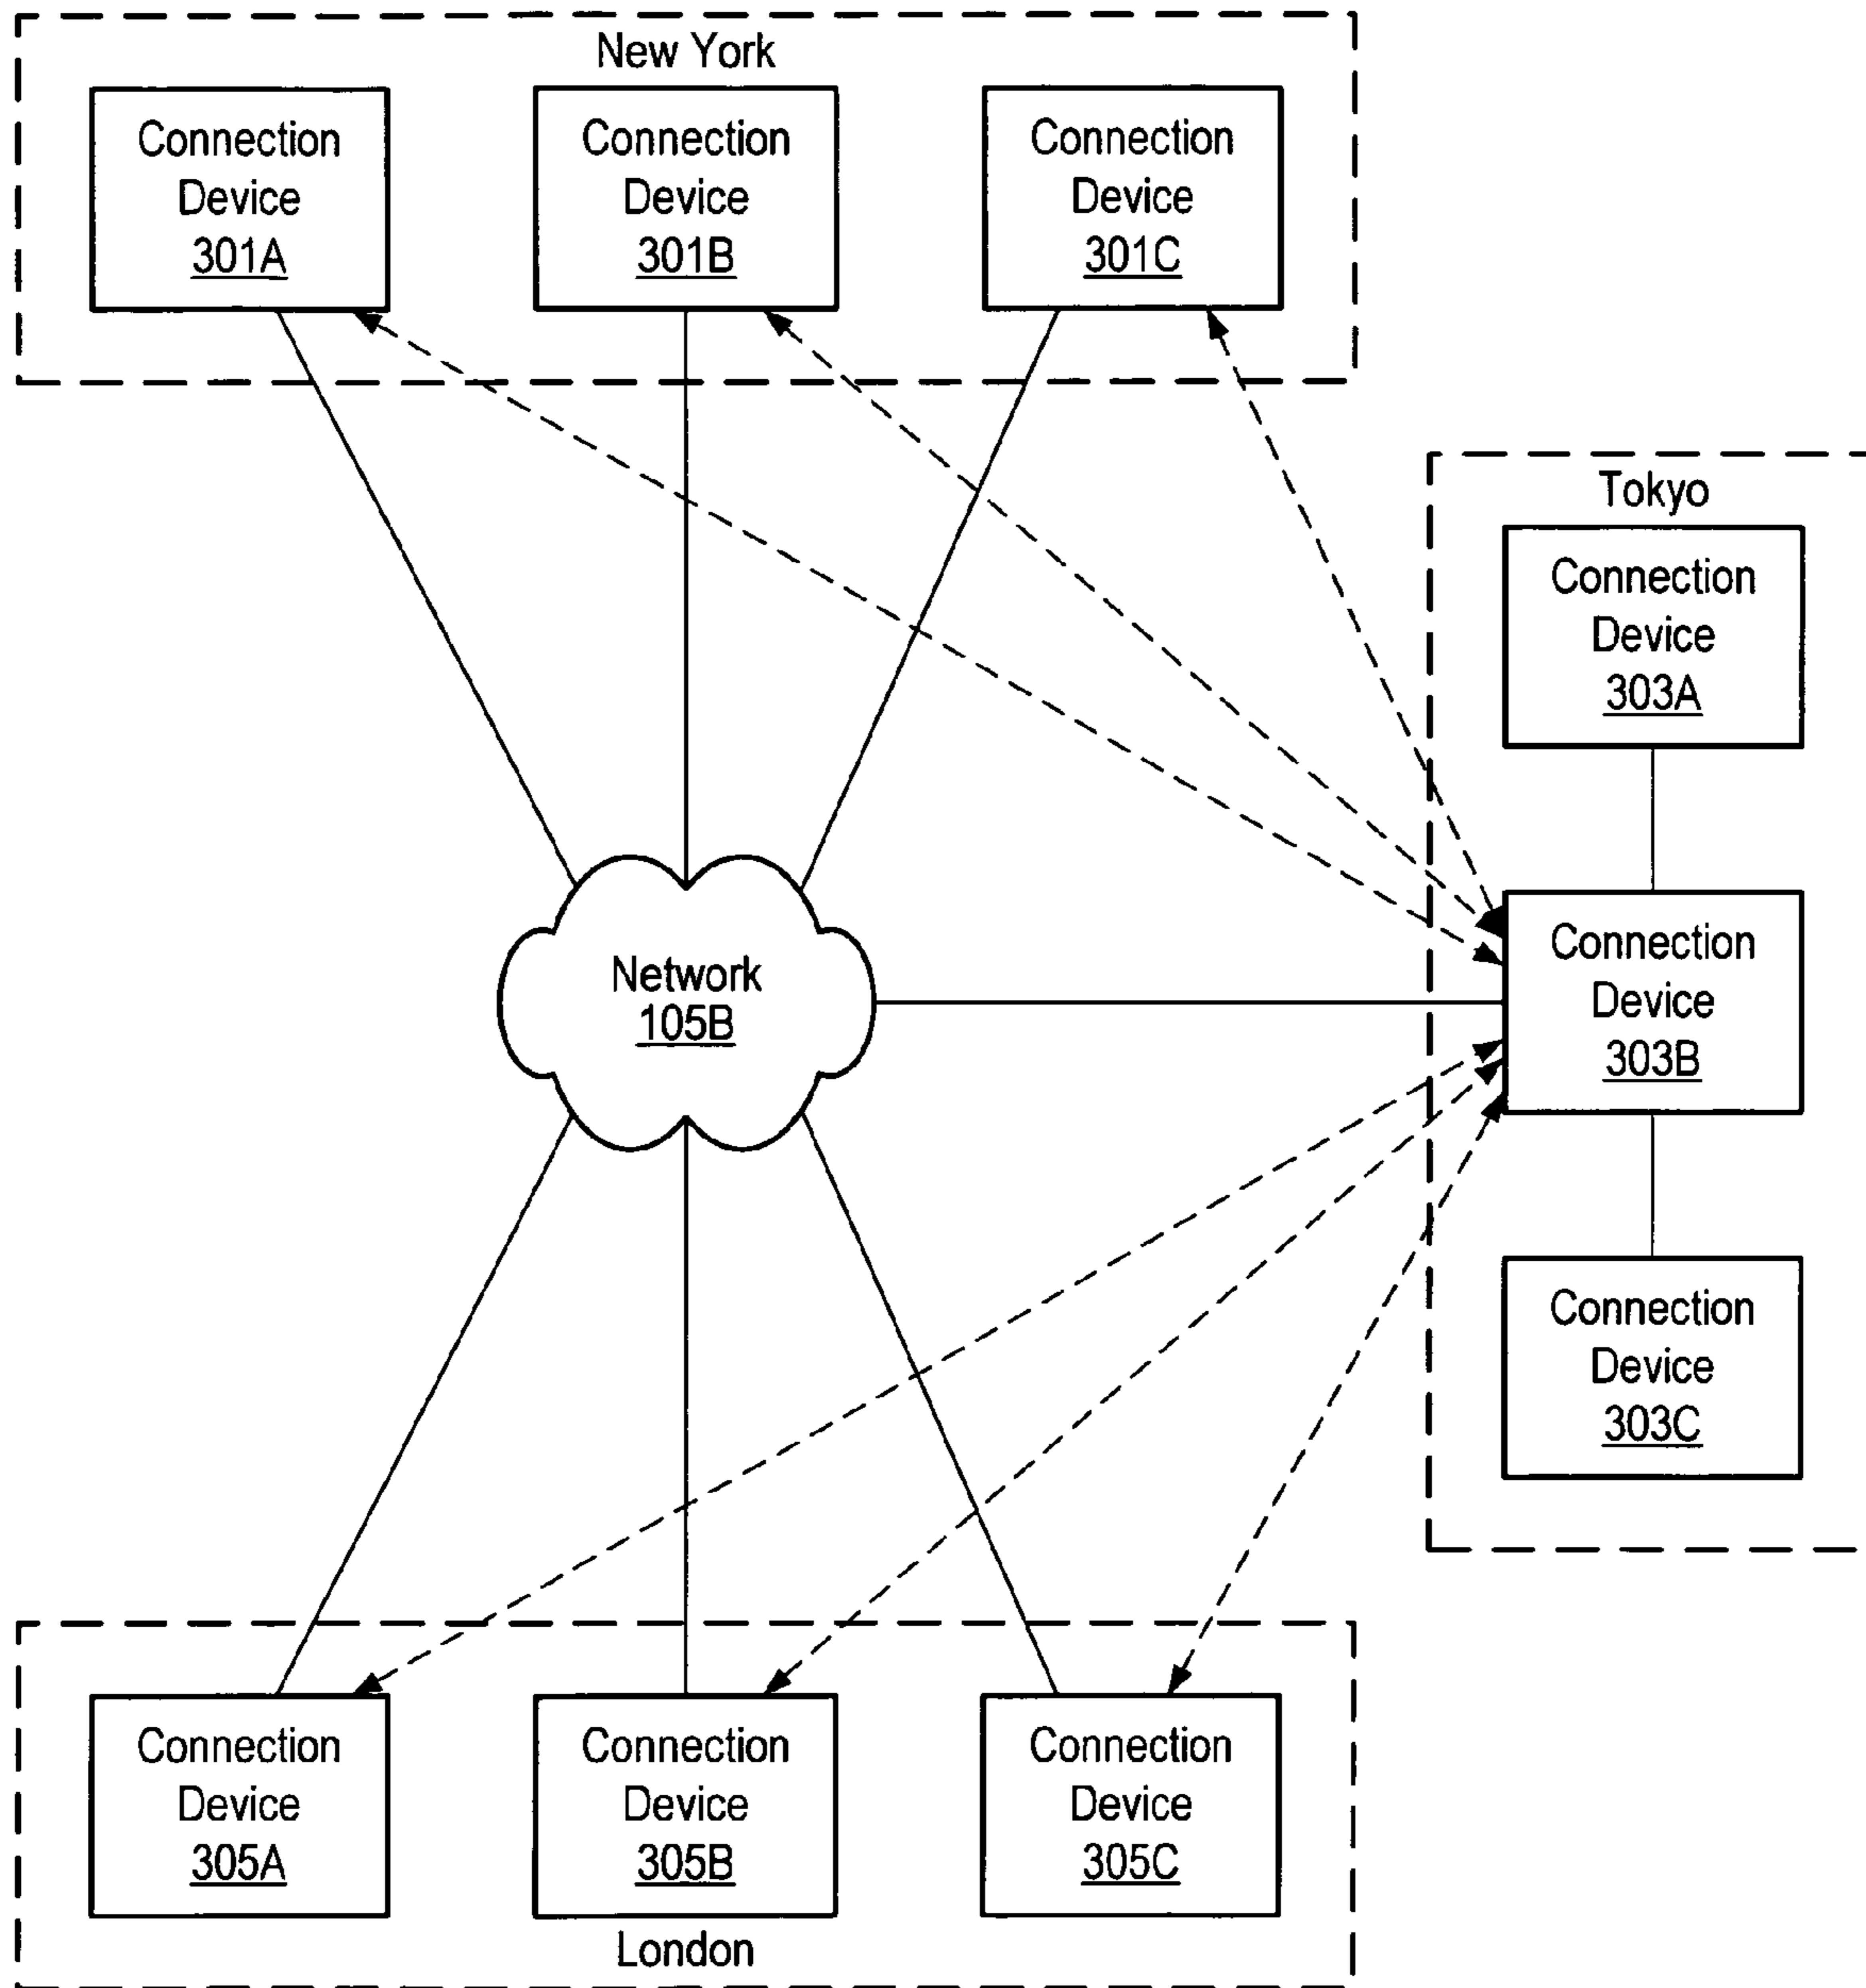 New York
Connection
Device
301A
Connection
Device
301B
Connection
Device
301C
Tokyo
Connection
Device
303A
Network
105B
Connection
Device
303B
Connection
Device
303C
Connection
Device
305A
Connection
Device
305B
Connection
Device
305C
London